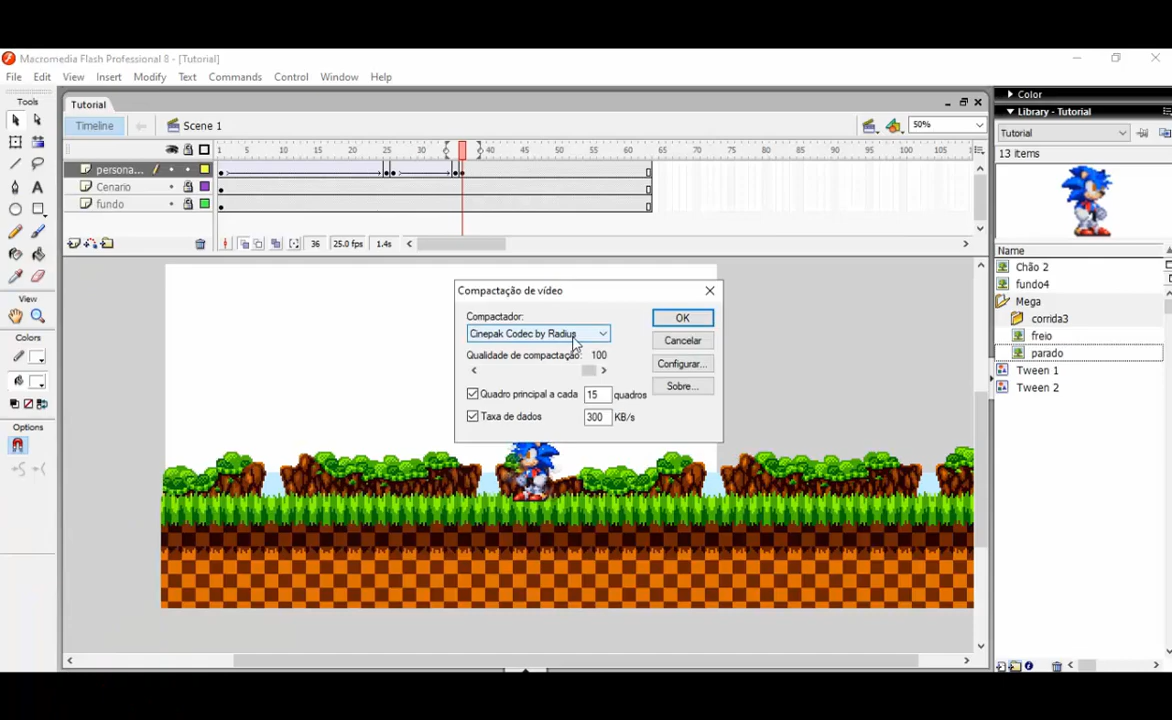 Macromedia Flash Professional 8 - [Tutorial]
File Edit View Insert Modify Text Commands Control Window Help
Tools
Tutorial
Timeline
Scene 1
50%
1 5 10 15 20 25 30 35 40 45 50 55 60 65 70 75 80 85 90 95 100
persona...
Cenario
fundo
36 25.0 fps 1.4s
View
Colors
Options
Compactação de vídeo
Compactador:
Cinepak Codec by Radius
Qualidade de compactação: 100
Quadro principal a cada 15 quadros
Taxa de dados 300 KB/s
OK
Cancelar
Configurar...
Sobre...
Color
Library - Tutorial
Tutorial
13 items
Name
Chão 2
fundo4
Mega
corrida3
freio
parado
Tween 1
Tween 2